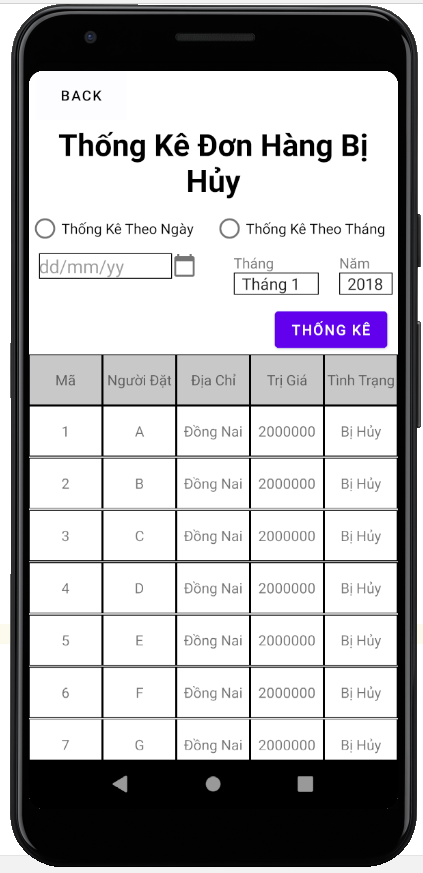 BACK
Thống Kê Đơn Hàng Bị
Hủy
Thống Kê Theo Ngày Thống Kê Theo Tháng
dd/mm/yy
Tháng Năm
Tháng 1 2018
THỐNG KÊ
Mã Người Đặt Địa Chỉ Trị Giá Tình Trạng
1 A Đồng Nai 2000000 Bị Hủy
2 B Đồng Nai 2000000 Bị Hủy
3 C Đồng Nai 2000000 Bị Hủy
4 D Đồng Nai 2000000 Bị Hủy
5 E Đồng Nai 2000000 Bị Hủy
6 F Đồng Nai 2000000 Bị Hủy
7 G Đồng Nai 2000000 Bị Hủy